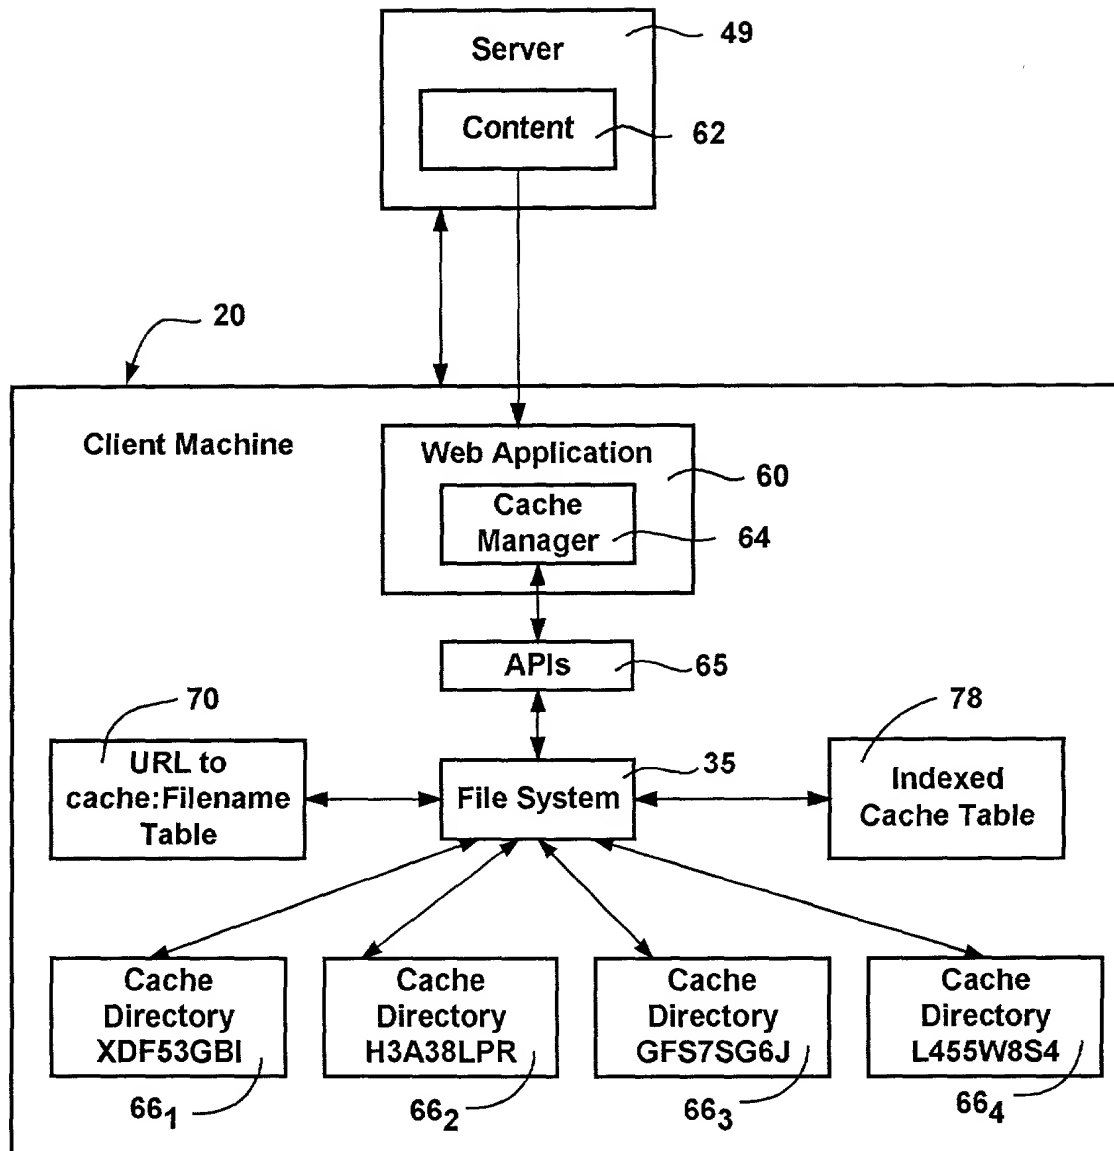 49
Server
Content
62
20
Client Machine
Web Application
60
Cache
Manager
64
APIs
65
70
78
URL to
cache:Filename
Table
35
File System
Indexed
Cache Table
Cache
Directory
XDF53GBI
Cache
Directory
H3A38LPR
Cache
Directory
GFS7SG6J
Cache
Directory
L455W8S4
66₁
66₂
66₃
66₄